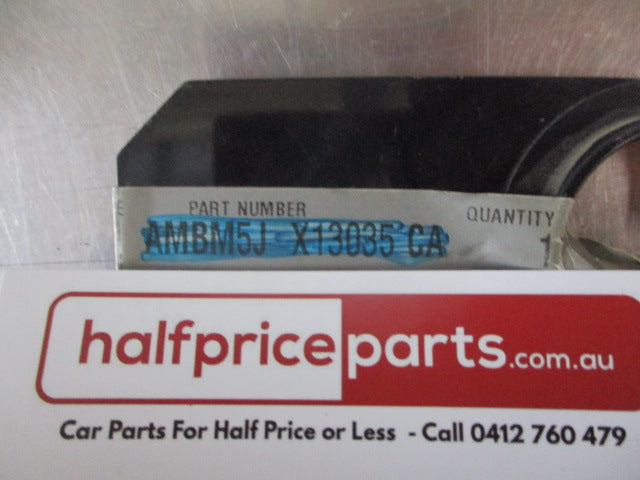 PART NUMBER
QUANTITY
AMBM5J X13035 CA
1
halfpriceparts.com.au
Car Parts For Half Price or Less - Call 0412 760 479